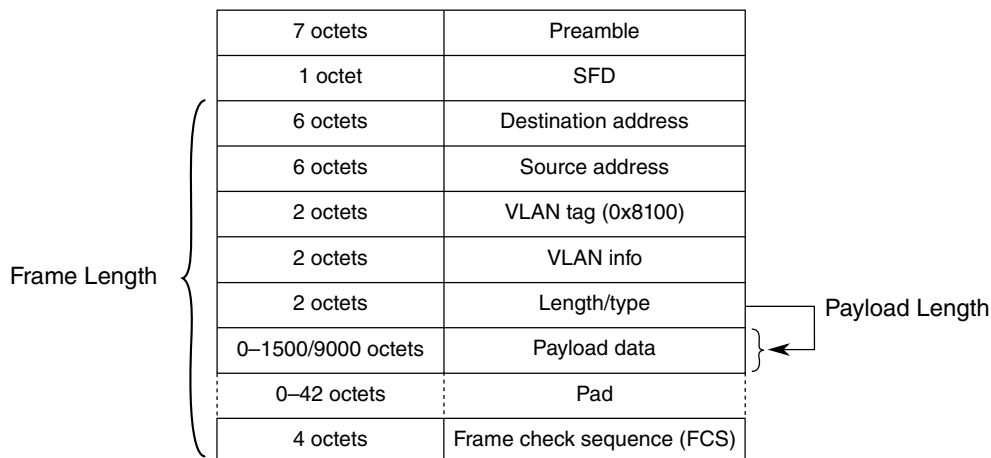 7 octets Preamble
1 octet SFD
6 octets Destination address
6 octets Source address
2 octets VLAN tag (0x8100)
2 octets VLAN info
Frame Length
2 octets Length/type
Payload Length
0–1500/9000 octets Payload data
0–42 octets Pad
4 octets Frame check sequence (FCS)